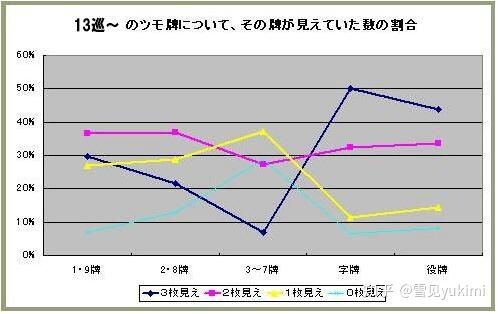 13巡～ のツモ牌について、その牌が見えていた数の割合
60%
50%
40%
30%
20%
10%
0%
1・9牌 2・8牌 3～7牌 字牌 役牌
3枚見え 2枚見え 1枚見え 0枚見え
知乎 @雪见yukimi